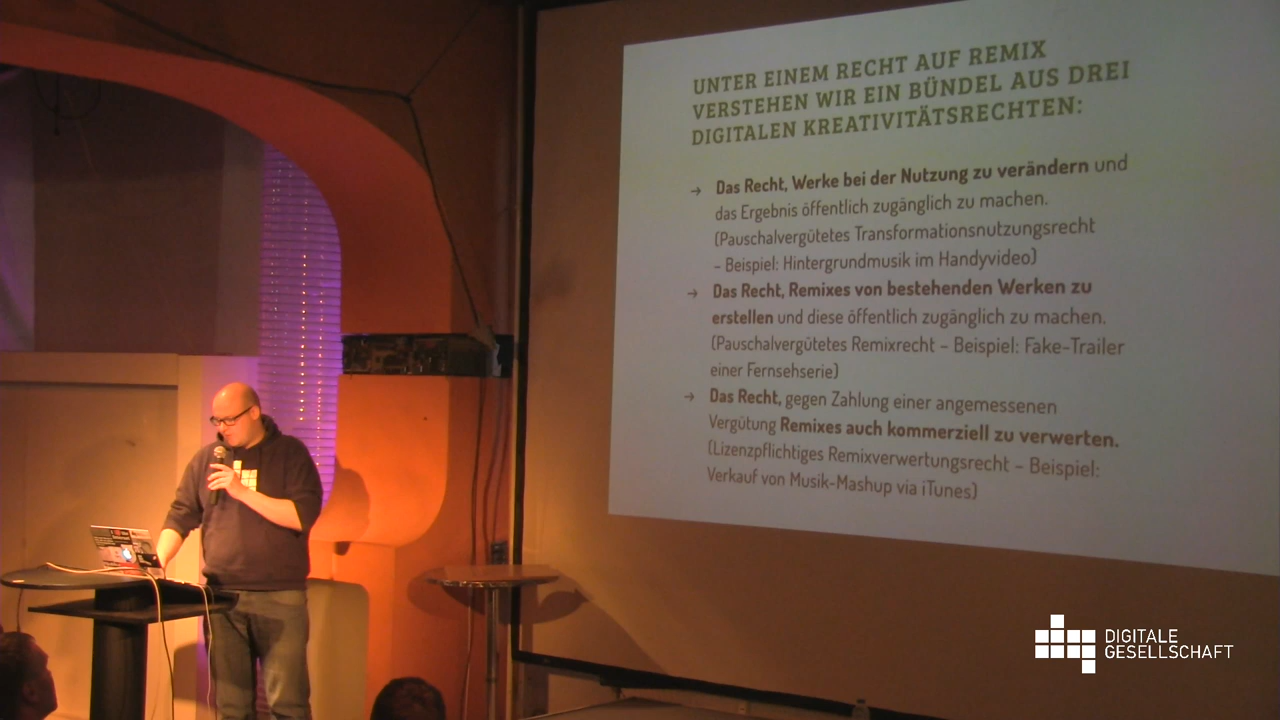 UNTER EINEM RECHT AUF REMIX
VERSTEHEN WIR EIN BÜNDEL AUS DREI
DIGITALEN KREATIVITÄTSRECHTEN:
→ Das Recht, Werke bei der Nutzung zu verändern und
das Ergebnis öffentlich zugänglich zu machen.
(Pauschalvergütetes Transformationsnutzungsrecht
– Beispiel: Hintergrundmusik im Handyvideo)
→ Das Recht, Remixes von bestehenden Werken zu
erstellen und diese öffentlich zugänglich zu machen.
(Pauschalvergütetes Remixrecht – Beispiel: Fake-Trailer
einer Fernsehserie)
→ Das Recht, gegen Zahlung einer angemessenen
Vergütung Remixes auch kommerziell zu verwerten.
(Lizenzpflichtiges Remixverwertungsrecht – Beispiel:
Verkauf von Musik-Mashup via iTunes)
DIGITALE
GESELLSCHAFT